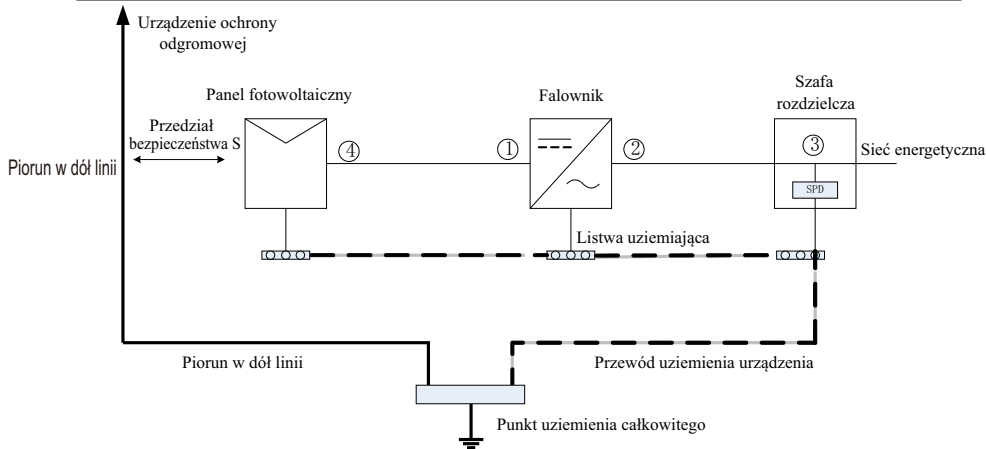 Urządzenie ochrony
odgromowej
Panel fotowoltaiczny
Falownik
Szafa
rozdzielcza
Przedział
bezpieczeństwa S
Piorun w dół linii
④
①
②
③
Sieć energetyczna
SPD
Listwa uziemiająca
Piorun w dół linii
Przewód uziemienia urządzenia
Punkt uziemienia całkowitego